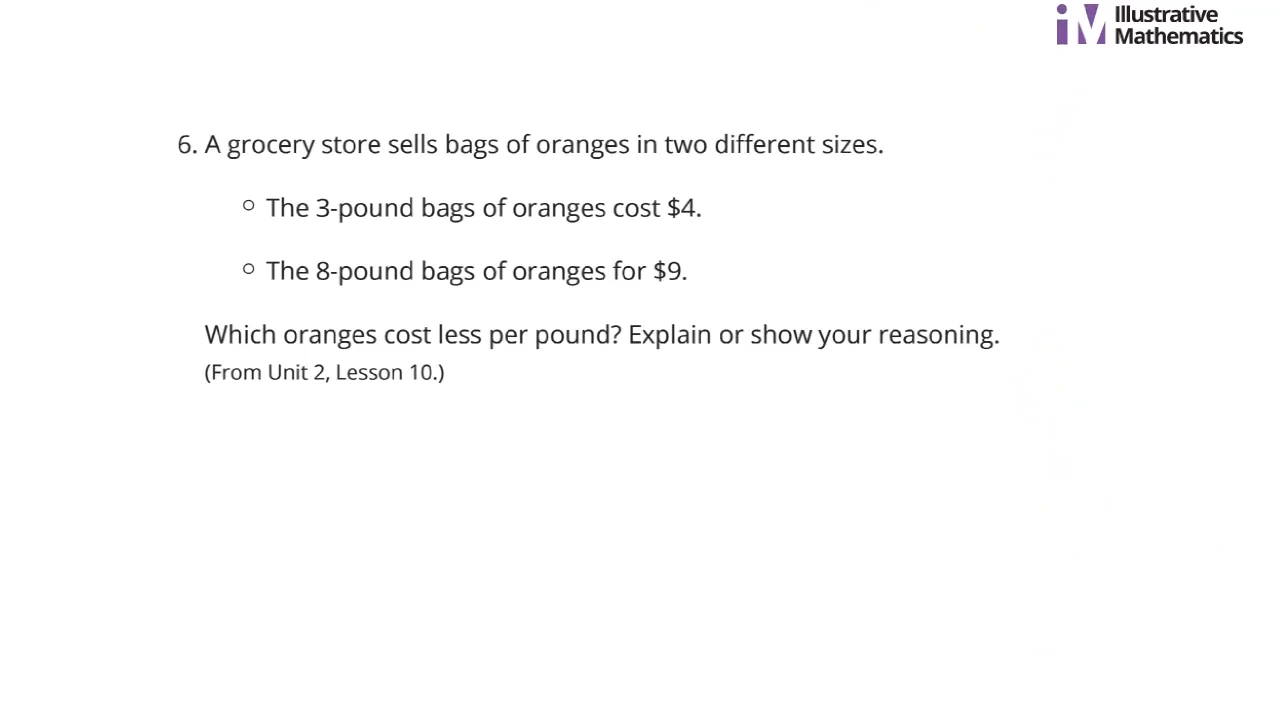 Illustrative
Mathematics
6. A grocery store sells bags of oranges in two different sizes.
○ The 3-pound bags of oranges cost $4.
○ The 8-pound bags of oranges for $9.
Which oranges cost less per pound? Explain or show your reasoning.
(From Unit 2, Lesson 10.)